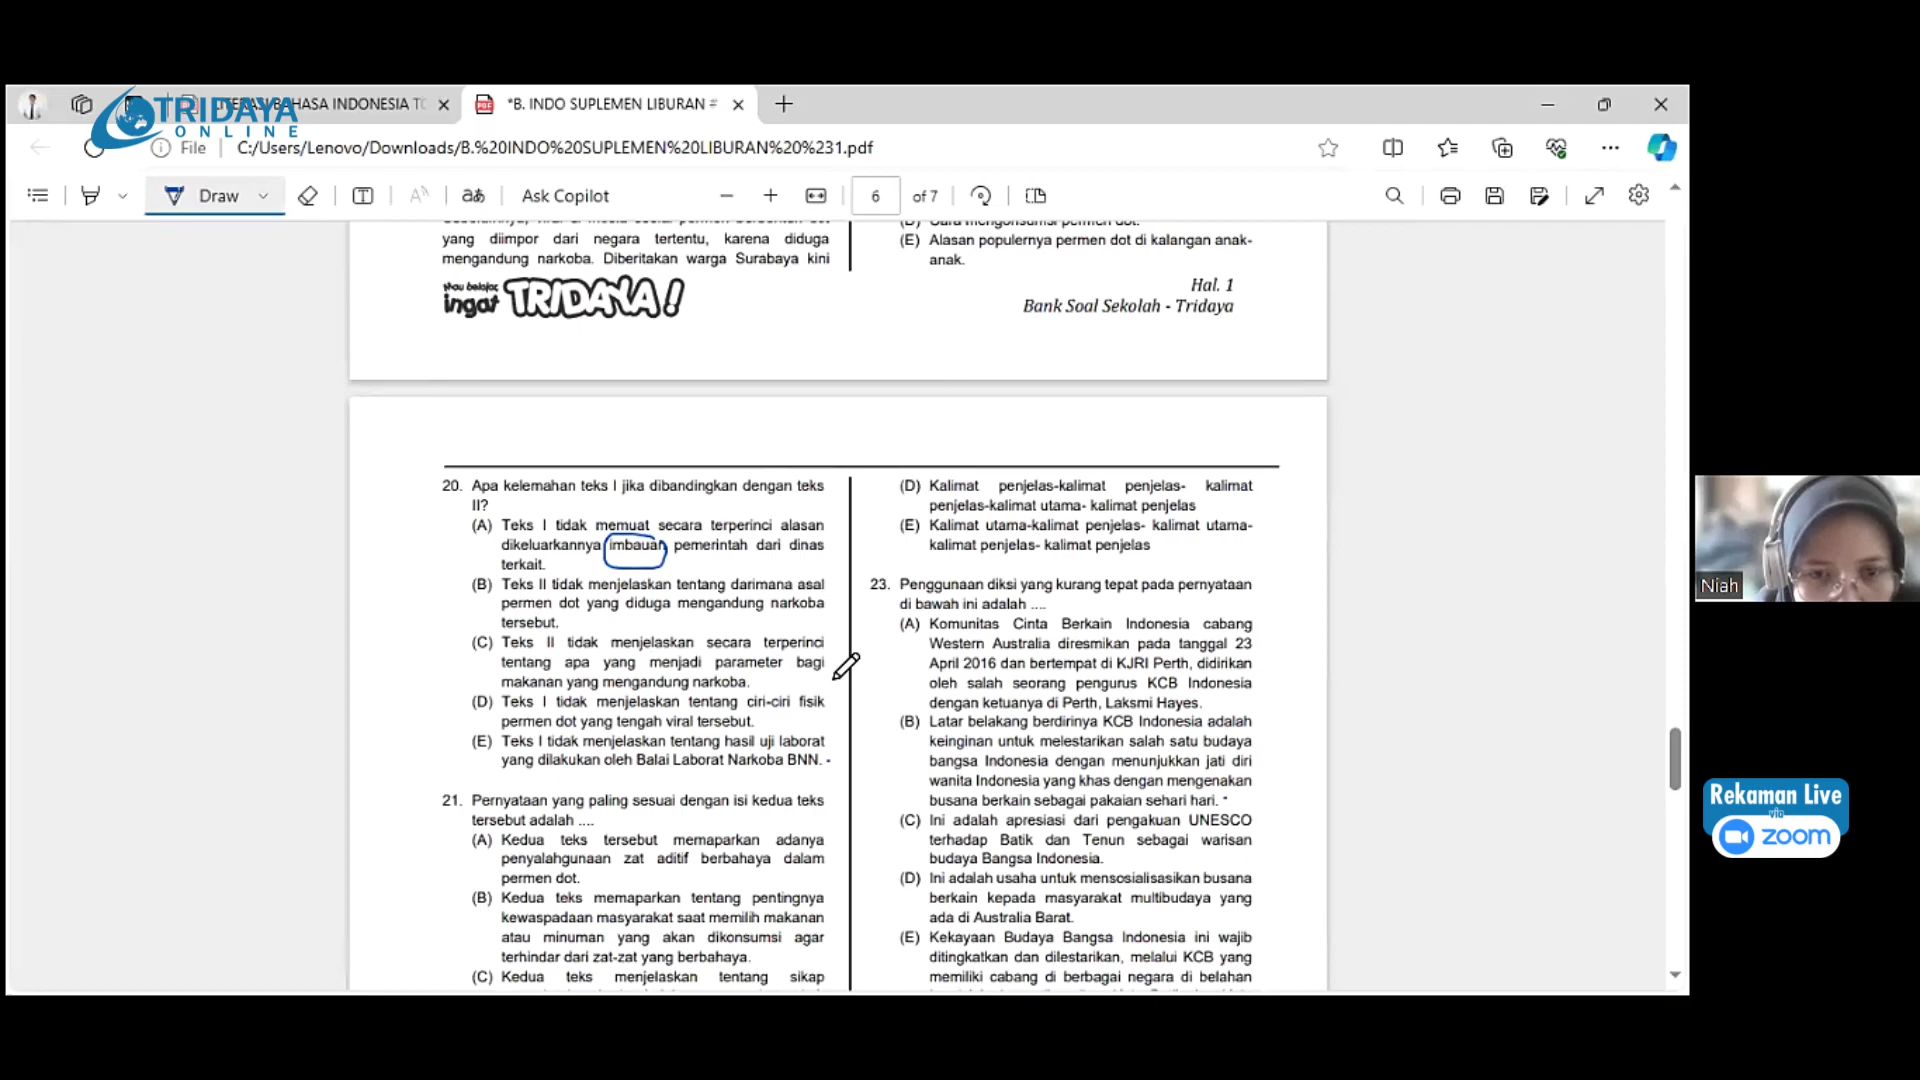 LITERASI BAHASA INDONESIA TO
*B. INDO SUPLEMEN LIBURAN #
TRIDAYA
ONLINE
File
C:/Users/Lenovo/Downloads/B.%20INDO%20SUPLEMEN%20LIBURAN%20%231.pdf
Draw
Ask Copilot
6 of 7
yang diimpor dari negara tertentu, karena diduga
mengandung narkoba. Diberitakan warga Surabaya kini
(D) Cara mengonsumsi permen dot.
(E) Alasan populernya permen dot di kalangan anak-
anak.
ingat TRIDAYA!
Hal. 1
Bank Soal Sekolah - Tridaya
20. Apa kelemahan teks I jika dibandingkan dengan teks
II?
(A) Teks I tidak memuat secara terperinci alasan
dikeluarkannya imbauan pemerintah dari dinas
terkait.
(B) Teks II tidak menjelaskan tentang darimana asal
permen dot yang diduga mengandung narkoba
tersebut.
(C) Teks II tidak menjelaskan secara terperinci
tentang apa yang menjadi parameter bagi
makanan yang mengandung narkoba.
(D) Teks I tidak menjelaskan tentang ciri-ciri fisik
permen dot yang tengah viral tersebut.
(E) Teks I tidak menjelaskan tentang hasil uji laborat
yang dilakukan oleh Balai Laborat Narkoba BNN. -
21. Pernyataan yang paling sesuai dengan isi kedua teks
tersebut adalah ....
(A) Kedua teks tersebut memaparkan adanya
penyalahgunaan zat aditif berbahaya dalam
permen dot.
(B) Kedua teks memaparkan tentang pentingnya
kewaspadaan masyarakat saat memilih makanan
atau minuman yang akan dikonsumsi agar
terhindar dari zat-zat yang berbahaya.
(C) Kedua teks menjelaskan tentang sikap
(D) Kalimat penjelas-kalimat penjelas- kalimat
penjelas-kalimat utama- kalimat penjelas
(E) Kalimat utama-kalimat penjelas- kalimat utama-
kalimat penjelas- kalimat penjelas
23. Penggunaan diksi yang kurang tepat pada pernyataan
di bawah ini adalah ....
(A) Komunitas Cinta Berkain Indonesia cabang
Western Australia diresmikan pada tanggal 23
April 2016 dan bertempat di KJRI Perth, didirikan
oleh salah seorang pengurus KCB Indonesia
dengan ketuanya di Perth, Laksmi Hayes.
(B) Latar belakang berdirinya KCB Indonesia adalah
keinginan untuk melestarikan salah satu budaya
bangsa Indonesia dengan menunjukkan jati diri
wanita Indonesia yang khas dengan mengenakan
busana berkain sebagai pakaian sehari hari. "
(C) Ini adalah apresiasi dari pengakuan UNESCO
terhadap Batik dan Tenun sebagai warisan
budaya Bangsa Indonesia.
(D) Ini adalah usaha untuk mensosialisasikan busana
berkain kepada masyarakat multibudaya yang
ada di Australia Barat.
(E) Kekayaan Budaya Bangsa Indonesia ini wajib
ditingkatkan dan dilestarikan, melalui KCB yang
memiliki cabang di berbagai negara di belahan
Niah
Rekaman Live
via
zoom